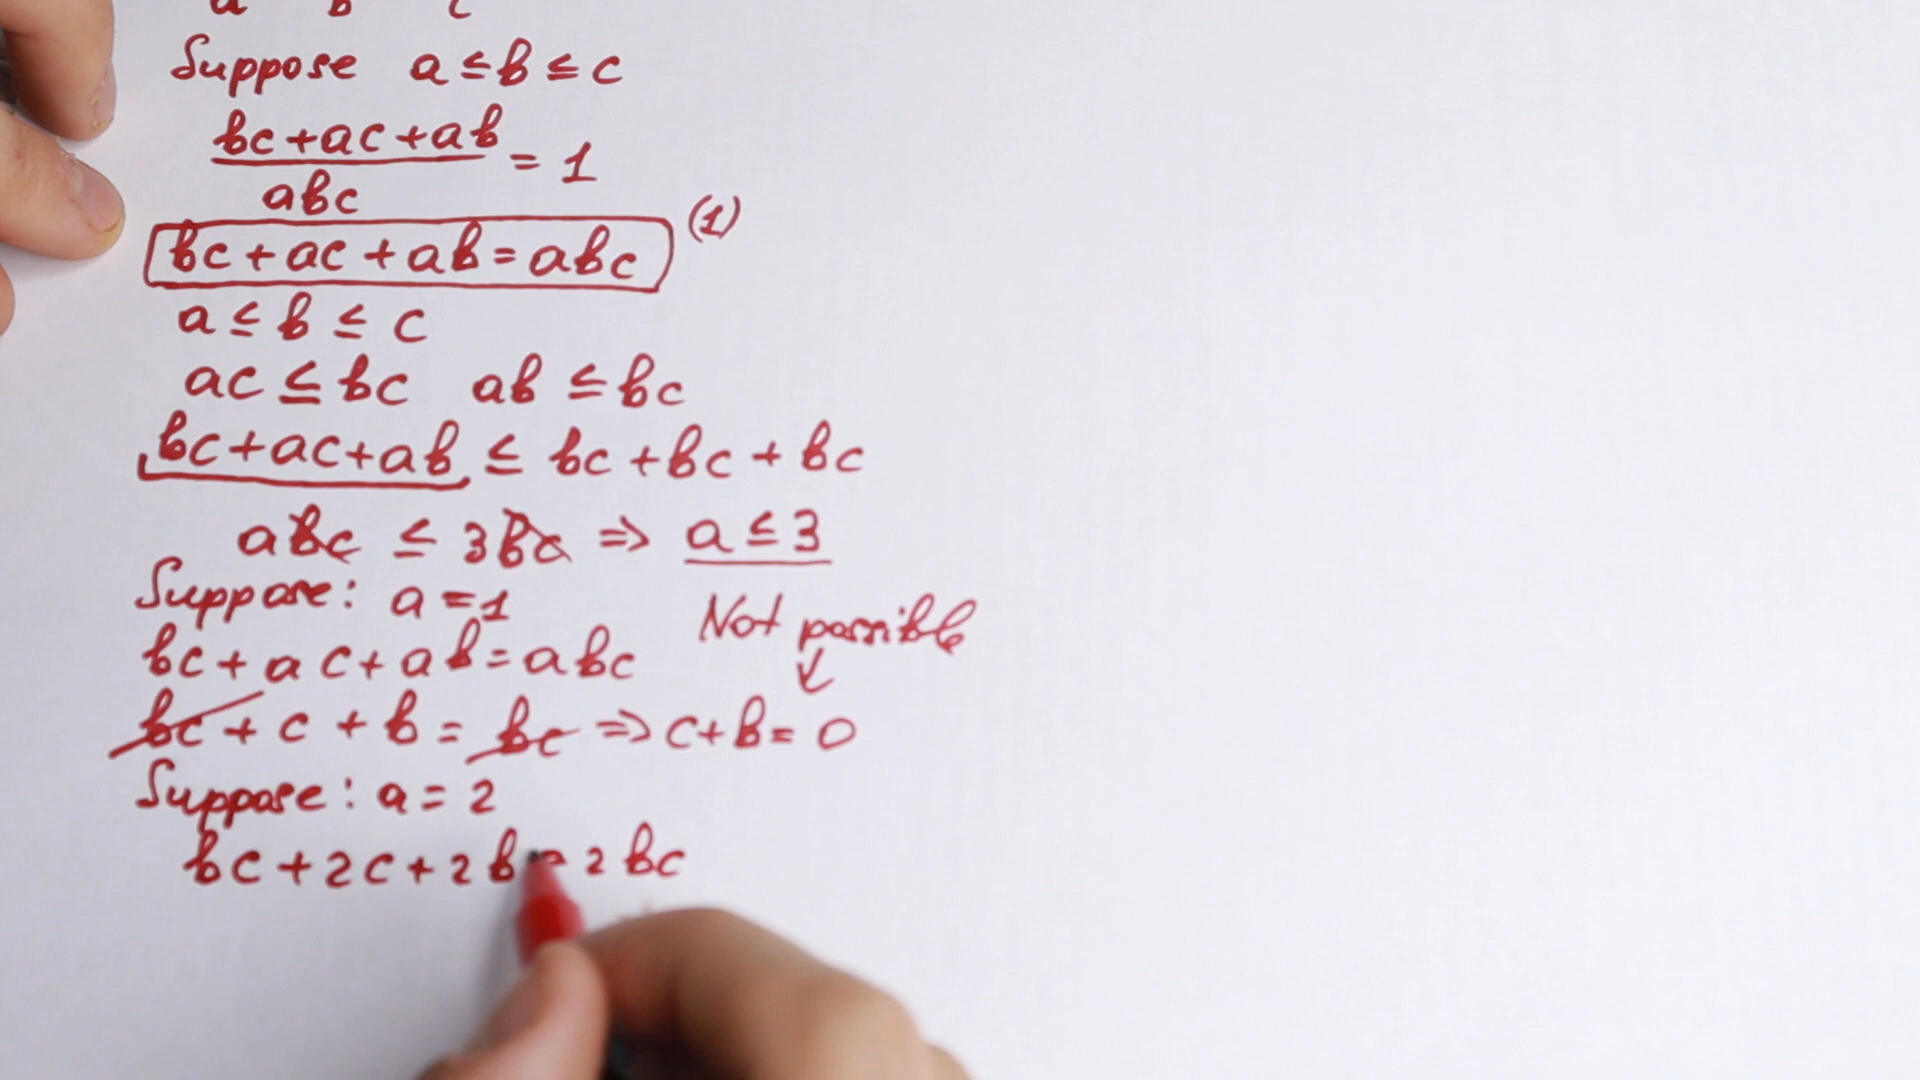 a b c
Suppose a ≤ b ≤ c
bc + ac + ab
abc
= 1
bc + ac + ab = abc (1)
a ≤ b ≤ c
ac ≤ bc ab ≤ bc
bc + ac + ab ≤ bc + bc + bc
abc ≤ 3bc ⇒ a ≤ 3
Suppose: a = 1
Not possible
bc + ac + ab = abc
bc + c + b = bc ⇒ c + b = 0
Suppose: a = 2
bc + 2c + 2b = 2bc